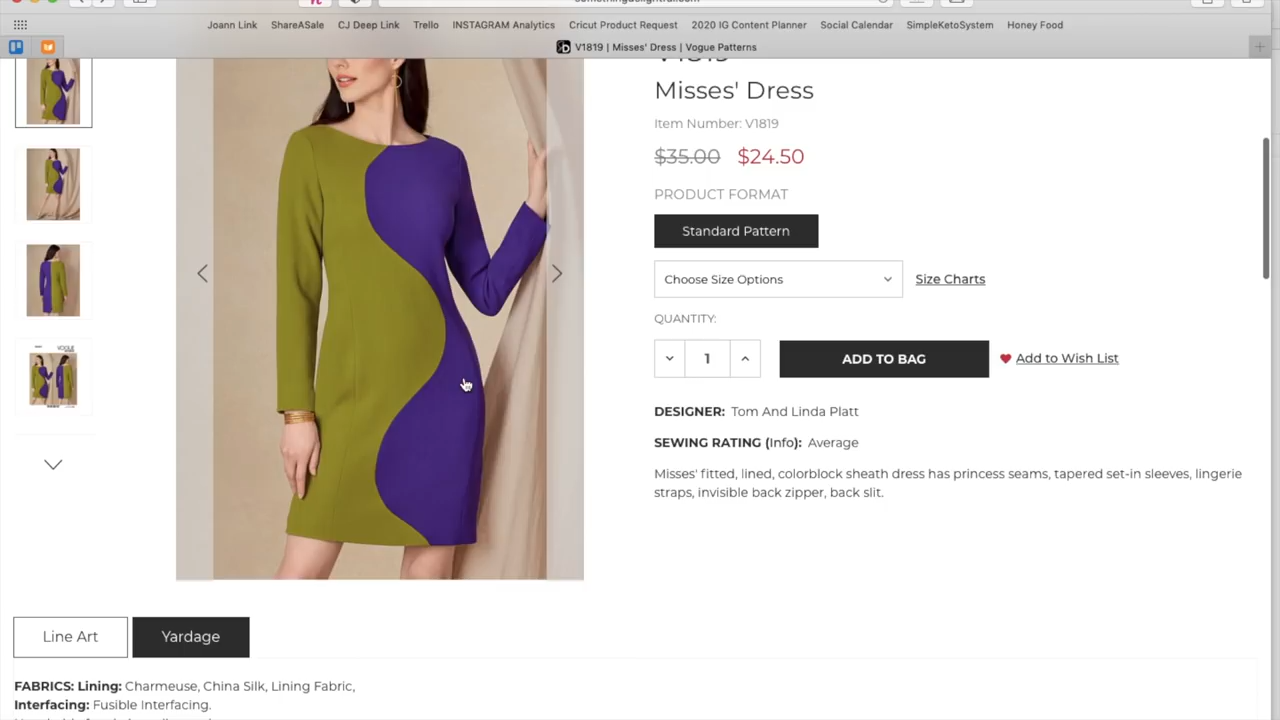 somethingdelightful.com
Joann Link ShareASale CJ Deep Link Trello INSTAGRAM Analytics Cricut Product Request 2020 IG Content Planner Social Calendar SimpleKetoSystem Honey Food
V1819 | Misses' Dress | Vogue Patterns
V1819
Misses' Dress
Item Number: V1819
$35.00 $24.50
PRODUCT FORMAT
Standard Pattern
Choose Size Options
Size Charts
QUANTITY:
1
ADD TO BAG
Add to Wish List
DESIGNER: Tom And Linda Platt
SEWING RATING (Info): Average
Misses' fitted, lined, colorblock sheath dress has princess seams, tapered set-in sleeves, lingerie
straps, invisible back zipper, back slit.
VOGUE
Line Art
Yardage
FABRICS: Lining: Charmeuse, China Silk, Lining Fabric,
Interfacing: Fusible Interfacing.